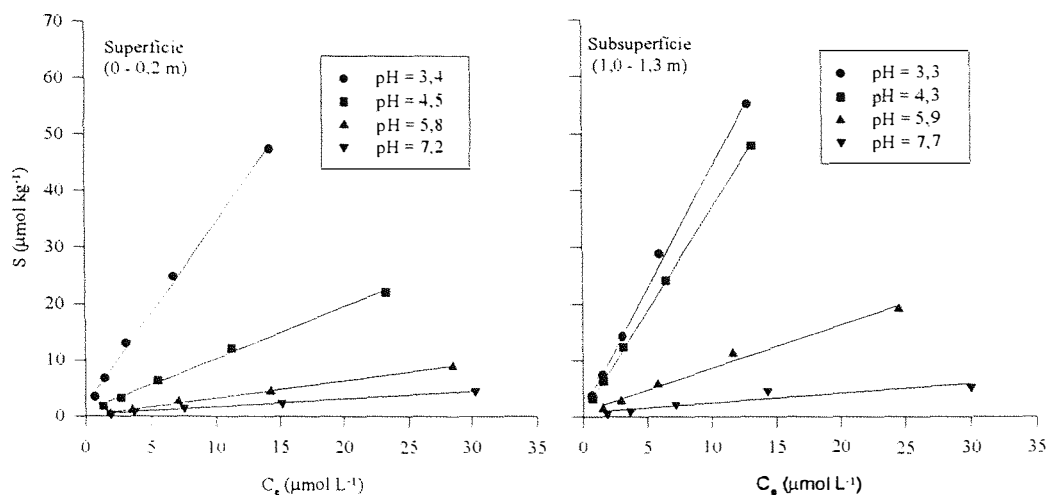 70
60
50
40
30
20
10
0
S (µmol kg⁻¹)
Superfície
(0 - 0,2 m)
pH = 3,4
pH = 4,5
pH = 5,8
pH = 7,2
0 5 10 15 20 25 30 35
Cₑ (µmol L⁻¹)
Subsuperfície
(1,0 - 1,3 m)
pH = 3,3
pH = 4,3
pH = 5,9
pH = 7,7
0 5 10 15 20 25 30 35
Cₑ (µmol L⁻¹)